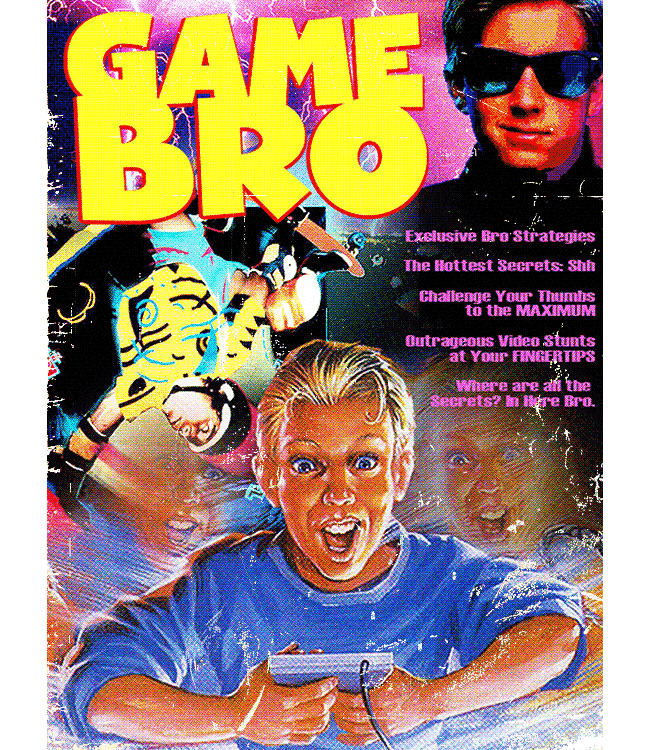 GAME
BRO
Exclusive Bro Strategies
The Hottest Secrets: Shh
Challenge Your Thumbs
to the MAXIMUM
Outrageous Video Stunts
at Your FINGERTIPS
Where are all the
Secrets? In Here Bro.